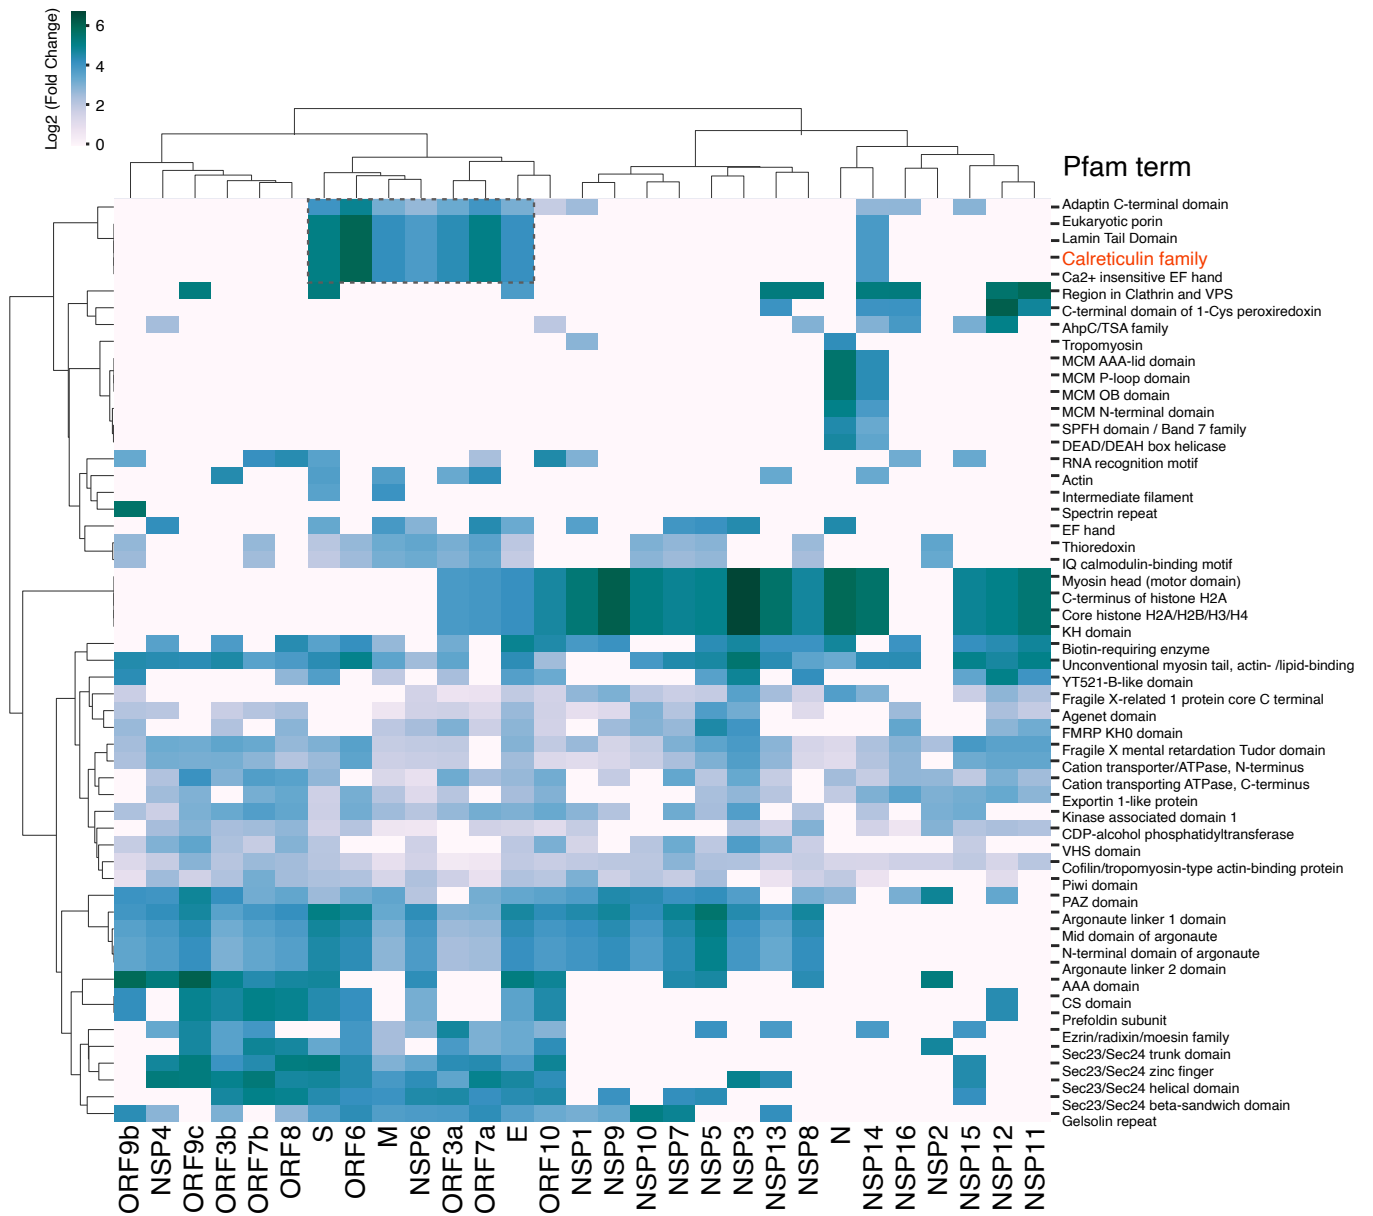 Log2 (Fold Change)
6
4
2
0
Pfam term
Adaptin C-terminal domain
Eukaryotic porin
Lamin Tail Domain
Calreticulin family
Ca2+ insensitive EF hand
Region in Clathrin and VPS
C-terminal domain of 1-Cys peroxiredoxin
AhpC/TSA family
Tropomyosin
MCM AAA-lid domain
MCM P-loop domain
MCM OB domain
MCM N-terminal domain
SPFH domain / Band 7 family
DEAD/DEAH box helicase
RNA recognition motif
Actin
Intermediate filament
Spectrin repeat
EF hand
Thioredoxin
IQ calmodulin-binding motif
Myosin head (motor domain)
C-terminus of histone H2A
Core histone H2A/H2B/H3/H4
KH domain
Biotin-requiring enzyme
Unconventional myosin tail, actin- /lipid-binding
YT521-B-like domain
Fragile X-related 1 protein core C terminal
Agenet domain
FMRP KH0 domain
Fragile X mental retardation Tudor domain
Cation transporter/ATPase, N-terminus
Cation transporting ATPase, C-terminus
Exportin 1-like protein
Kinase associated domain 1
CDP-alcohol phosphatidyltransferase
VHS domain
Cofilin/tropomyosin-type actin-binding protein
Piwi domain
PAZ domain
Argonaute linker 1 domain
Mid domain of argonaute
N-terminal domain of argonaute
Argonaute linker 2 domain
AAA domain
CS domain
Prefoldin subunit
Ezrin/radixin/moesin family
Sec23/Sec24 trunk domain
Sec23/Sec24 zinc finger
Sec23/Sec24 helical domain
Sec23/Sec24 beta-sandwich domain
Gelsolin repeat
ORF9b
NSP4
ORF9c
ORF3b
ORF7b
ORF8
S
ORF6
M
NSP6
ORF3a
ORF7a
E
ORF10
NSP1
NSP9
NSP10
NSP7
NSP5
NSP3
NSP13
NSP8
N
NSP14
NSP16
NSP2
NSP15
NSP12
NSP11